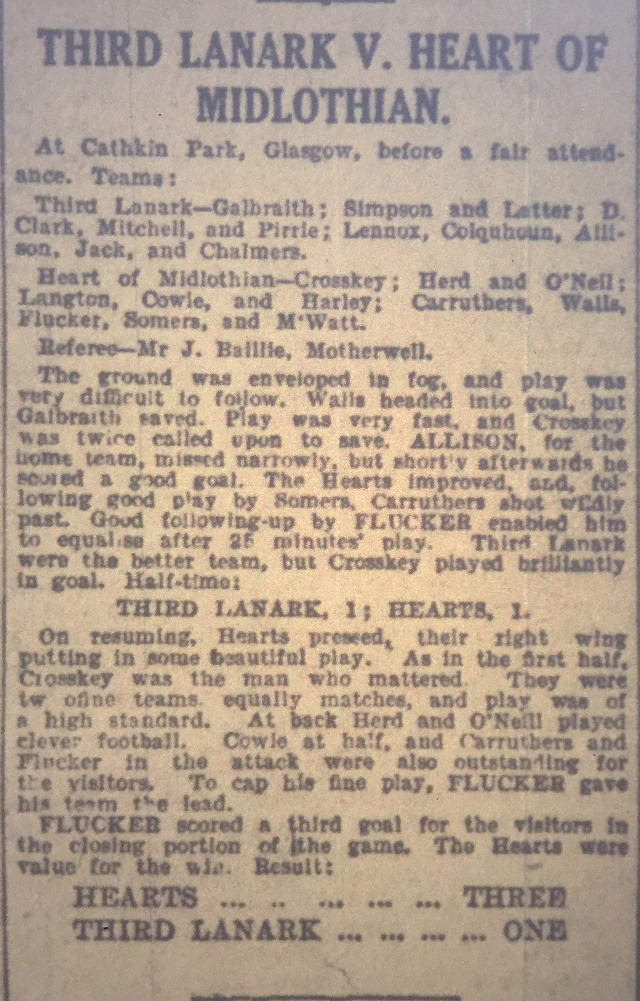 THIRD LANARK V. HEART OF
MIDLOTHIAN.
At Cathkin Park, Glasgow, before a fair attend-
ance. Teams:
Third Lanark—Galbraith; Simpson and Latter; D.
Clark, Mitchell, and Pirrie; Lennox, Colquhoun, Alli-
son, Jack, and Chalmers.
Heart of Midlothian—Crosskey; Herd and O'Neil;
Langton, Cowie, and Harley; Carruthers, Walls,
Flucker, Somers, and M'Watt.
Referee—Mr J. Baillie, Motherwell.
The ground was enveloped in fog, and play was
very difficult to follow. Walls headed into goal, but
Galbraith saved. Play was very fast, and Crosskey
was twice called upon to save. ALLISON, for the
home team, missed narrowly, but short'y afterwards he
scored a good goal. The Hearts improved, and, fol-
lowing good play by Somers, Carruthers shot wildly
past. Good following-up by FLUCKER enabled him
to equalise after 25 minutes' play. Third Lanark
were the better team, but Crosskey played brilliantly
in goal. Half-time:
THIRD LANARK, 1; HEARTS, 1.
On resuming, Hearts pressed, their right wing
putting in some beautiful play. As in the first half,
Crosskey was the man who mattered. They were
tw ofine teams. equally matches, and play was of
a high standard. At back Herd and O'Neill played
clever football. Cowie at half, and Carruthers and
Flucker in the attack were also outstanding for
the visitors. To cap his fine play, FLUCKER gave
his team the lead.
FLUCKER scored a third goal for the visitors in
the closing portion of the game. The Hearts were
value for the win. Result:
HEARTS ... .. ... ... ... THREE
THIRD LANARK ... ... ... ... ONE